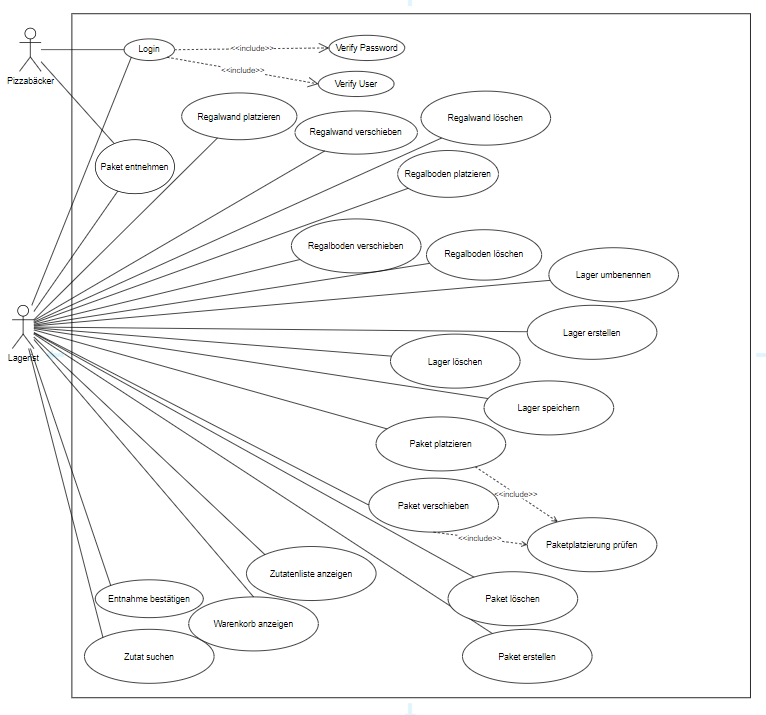 Login
<<include>>
Verify Password
<<include>>
Verify User
Pizzabäcker
Regalwand platzieren
Regalwand verschieben
Regalwand löschen
Paket entnehmen
Regalboden platzieren
Regalboden verschieben
Regalboden löschen
Lager umbenennen
Lager erstellen
Lagerist
Lager löschen
Lager speichern
Paket platzieren
<<include>>
Paket verschieben
<<include>>
Paketplatzierung prüfen
Zutatenliste anzeigen
Entnahme bestätigen
Paket löschen
Warenkorb anzeigen
Zutat suchen
Paket erstellen